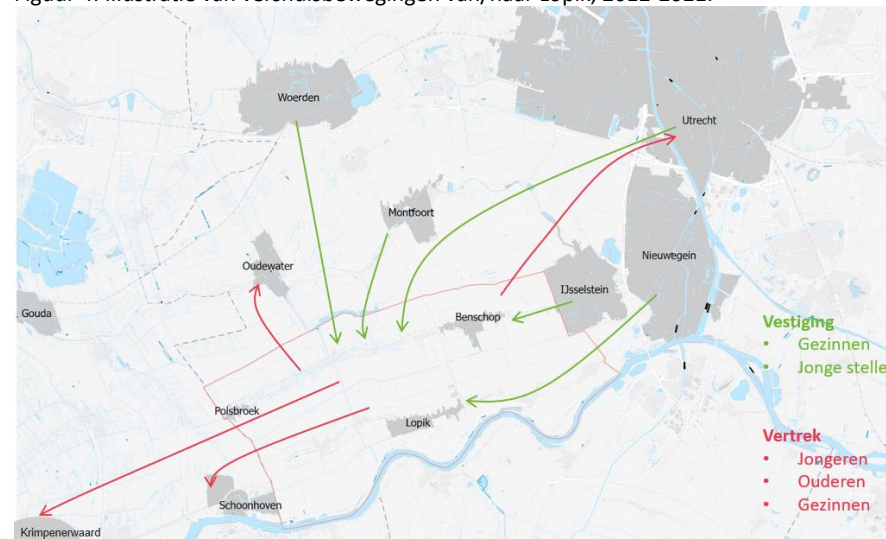 Woerden
Utrecht
Montfoort
Oudewater
Nieuwegein
IJsselstein
Gouda
Benschop
Vestiging
• Gezinnen
• Jonge stelle
Polsbroek
Lopik
Vertrek
• Jongeren
• Ouderen
• Gezinnen
Schoonhoven
Krimpenerwaard